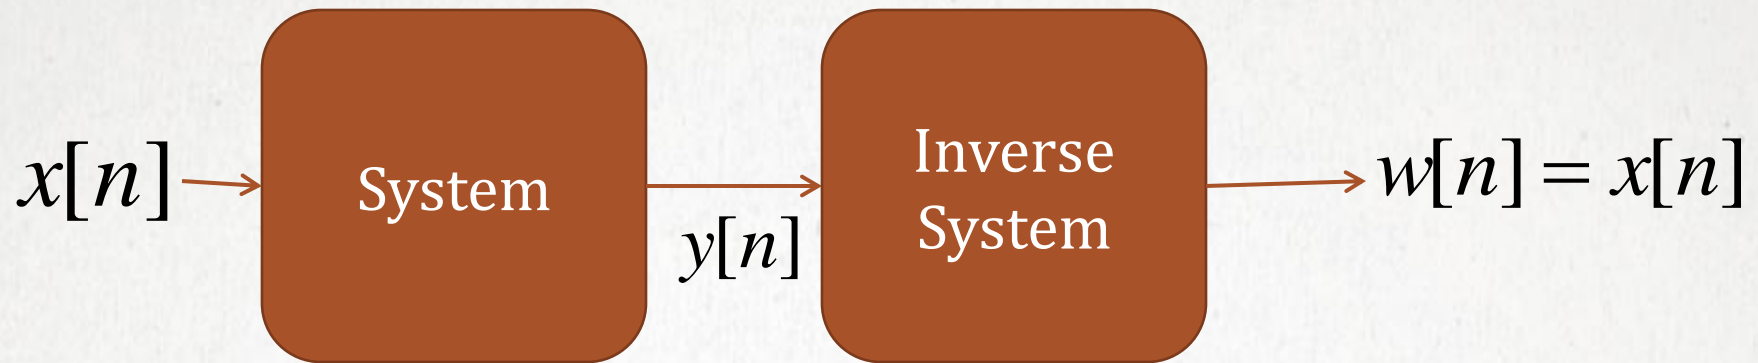 x[n]
System
y[n]
Inverse
System
w[n] = x[n]